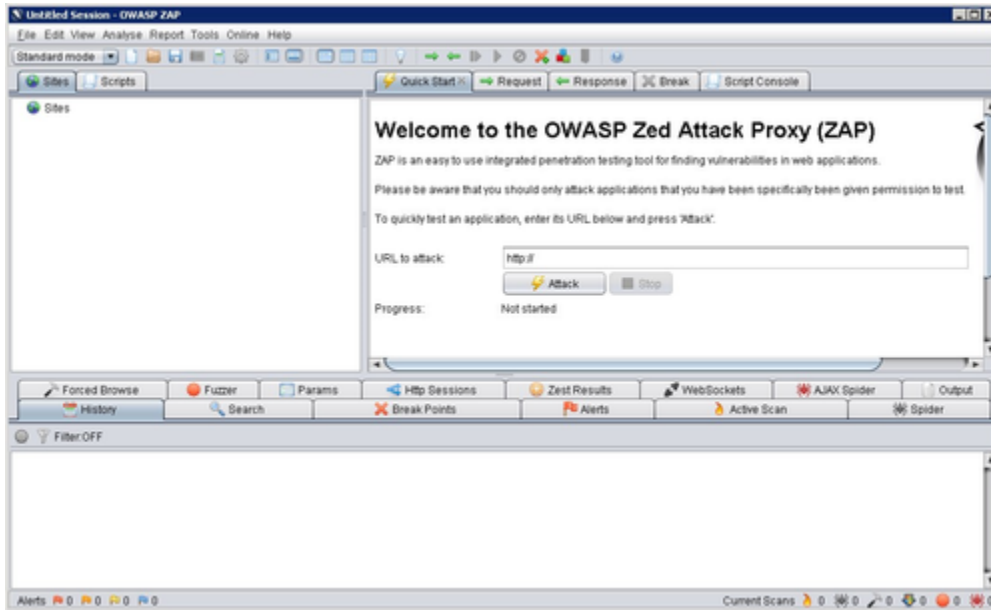 Untitled Session - OWASP ZAP
File Edit View Analyse Report Tools Online Help
Standard mode
Sites Scripts
Quick Start Request Response Break Script Console
Sites
Welcome to the OWASP Zed Attack Proxy (ZAP)
ZAP is an easy to use integrated penetration testing tool for finding vulnerabilities in web applications.
Please be aware that you should only attack applications that you have been specifically been given permission to test.
To quickly test an application, enter its URL below and press 'Attack'.
URL to attack: http://
Attack Stop
Progress: Not started
Forced Browse Fuzzer Params Http Sessions Zest Results WebSockets AJAX Spider Output
History Search Break Points Alerts Active Scan Spider
Filter:OFF
Alerts 0 0 0 0 Current Scans 0 0 0 0 0 0